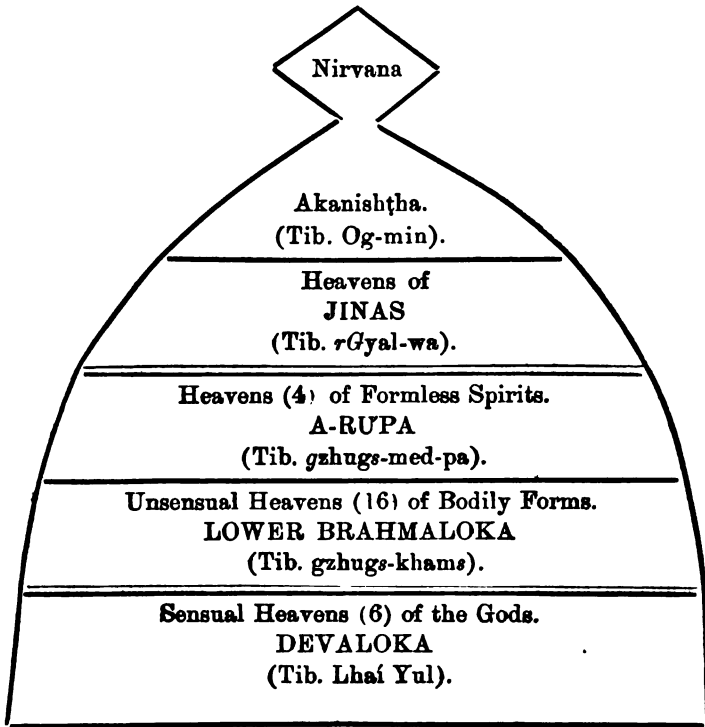 Nirvana
Akanishṭha.
(Tib. Og-min).
Heavens of
JINAS
(Tib. rGyal-wa).
Heavens (4) of Formless Spirits.
A-RUPA
(Tib. gzhugs-med-pa).
Unsensual Heavens (16) of Bodily Forms.
LOWER BRAHMALOKA
(Tib. gzhugs-khams).
Sensual Heavens (6) of the Gods.
DEVALOKA
(Tib. Lhaí Yul).